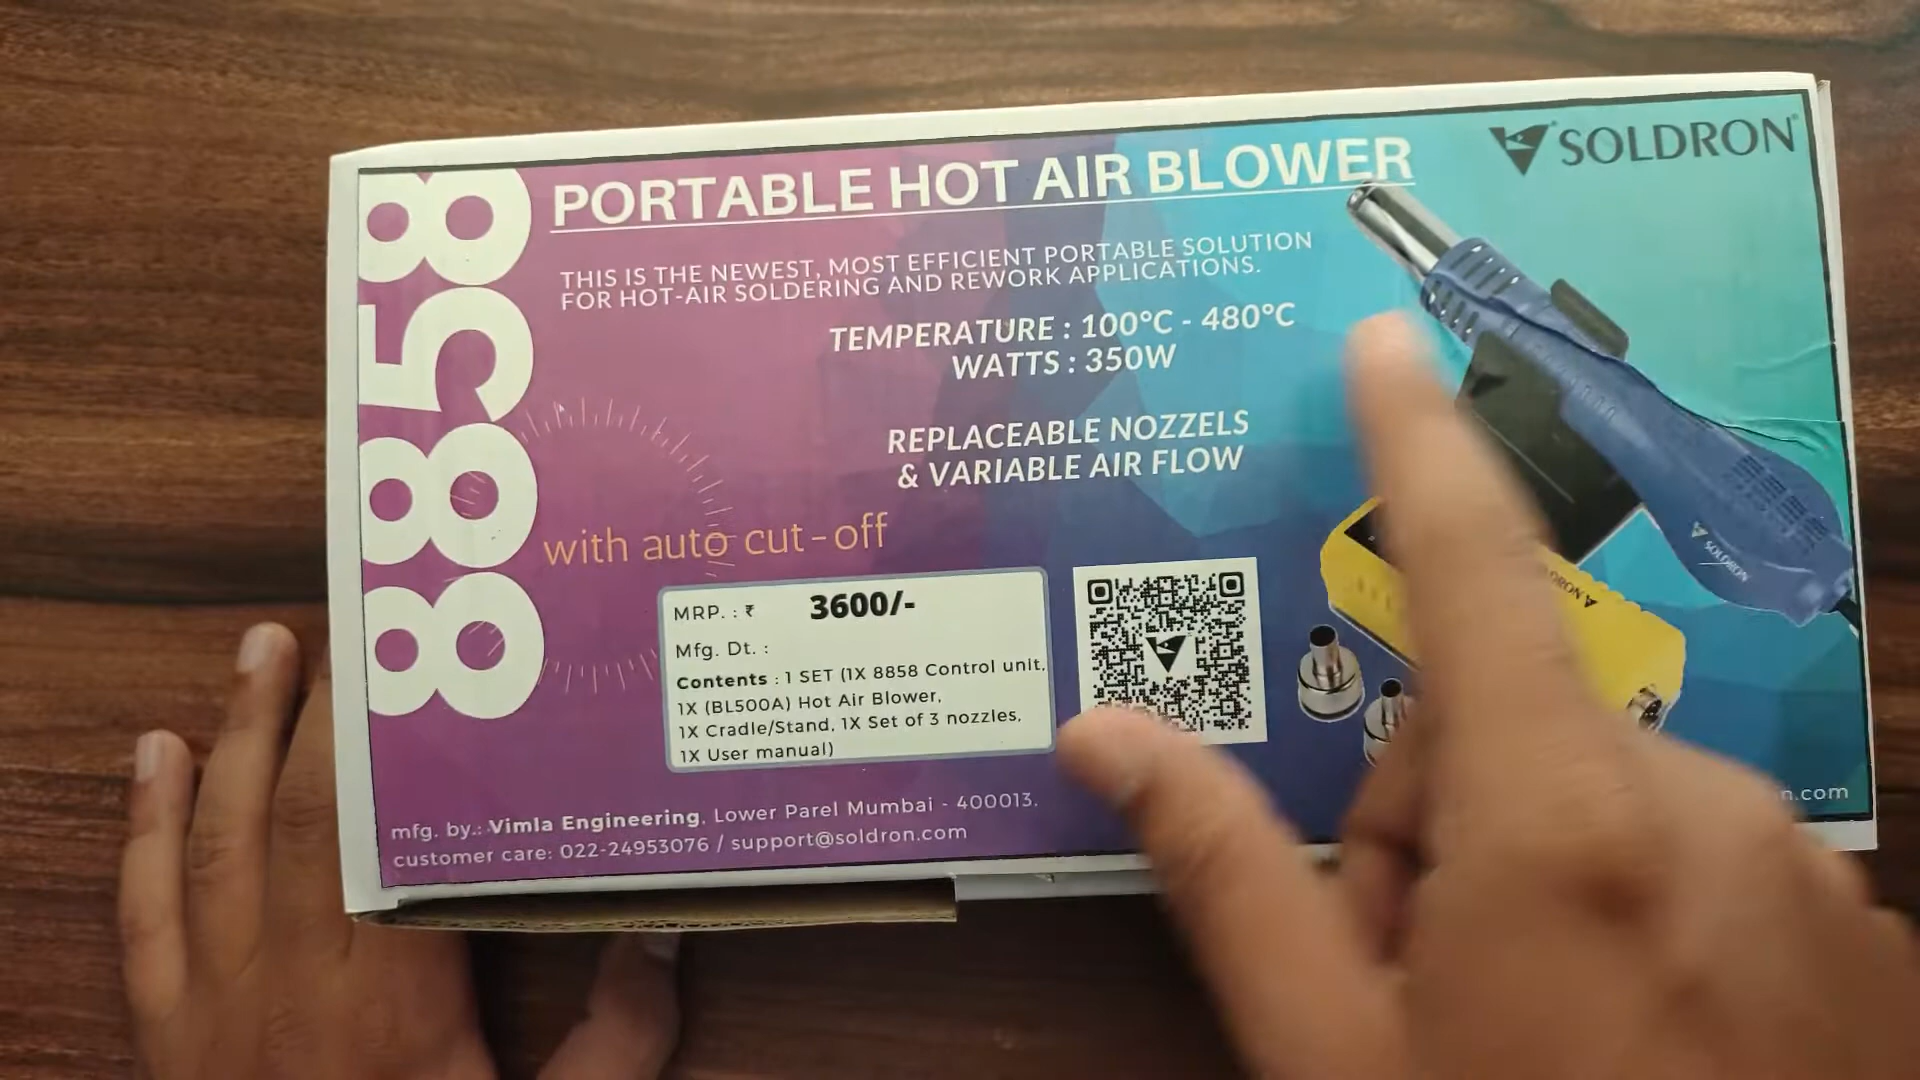 8858
PORTABLE HOT AIR BLOWER
SOLDRON
THIS IS THE NEWEST, MOST EFFICIENT PORTABLE SOLUTION
FOR HOT-AIR SOLDERING AND REWORK APPLICATIONS.
TEMPERATURE : 100°C - 480°C
WATTS : 350W
REPLACEABLE NOZZELS
& VARIABLE AIR FLOW
with auto cut-off
MRP. : ₹ 3600/-
Mfg. Dt. :
Contents : 1 SET (1X 8858 Control unit,
1X (BL500A) Hot Air Blower,
1X Cradle/Stand, 1X Set of 3 nozzles,
1X User manual)
SOLDRON
mfg. by.: Vimla Engineering, Lower Parel Mumbai - 400013.
customer care: 022-24953076 / support@soldron.com